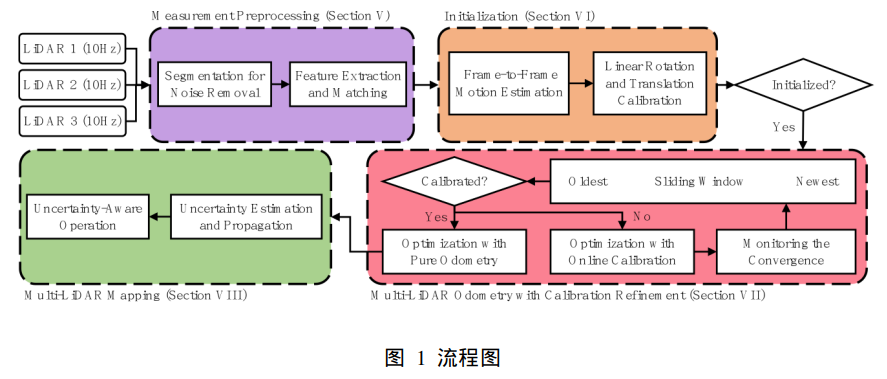 Measurement Preprocessing (Section V)
Initialization (Section VI)
LiDAR 1 (10Hz)
LiDAR 2 (10Hz)
LiDAR 3 (10Hz)
Segmentation for
Noise Removal
Feature Extraction
and Matching
Frame-to-Frame
Motion Estimation
Linear Rotation
and Translation
Calibration
Initialized?
Yes
Oldest Sliding Window Newest
Calibrated?
Yes
No
Optimization with
Pure Odometry
Optimization with
Online Calibration
Monitoring the
Convergence
Uncertainty-Aware
Operation
Uncertainty Estimation
and Propagation
Multi-LiDAR Mapping (Section VIII)
Multi-LiDAR Odometry with Calibration Refinement (Section VII)
图 1 流程图